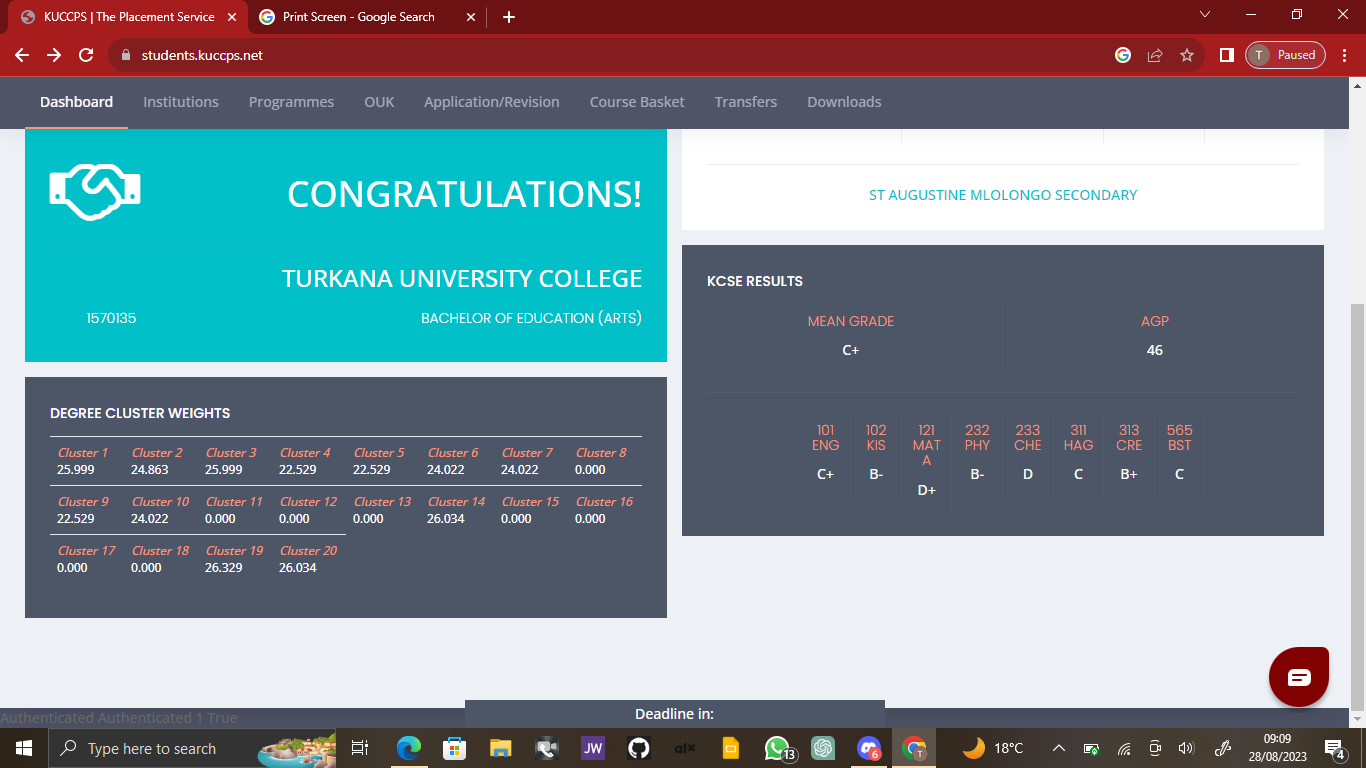 KUCCPS | The Placement Service
Print Screen - Google Search
students.kuccps.net
T Paused
Dashboard Institutions Programmes OUK Application/Revision Course Basket Transfers Downloads
CONGRATULATIONS!
TURKANA UNIVERSITY COLLEGE
1570135 BACHELOR OF EDUCATION (ARTS)
DEGREE CLUSTER WEIGHTS
Cluster 1 Cluster 2 Cluster 3 Cluster 4 Cluster 5 Cluster 6 Cluster 7 Cluster 8
25.999 24.863 25.999 22.529 22.529 24.022 24.022 0.000
Cluster 9 Cluster 10 Cluster 11 Cluster 12 Cluster 13 Cluster 14 Cluster 15 Cluster 16
22.529 24.022 0.000 0.000 0.000 26.034 0.000 0.000
Cluster 17 Cluster 18 Cluster 19 Cluster 20
0.000 0.000 26.329 26.034
ST AUGUSTINE MLOLONGO SECONDARY
KCSE RESULTS
MEAN GRADE AGP
C+ 46
101 102 121 232 233 311 313 565
ENG KIS MAT PHY CHE HAG CRE BST
A
C+ B- D+ B- D C B+ C
Authenticated Authenticated 1 True
Deadline in:
Type here to search
JW
alx
13
6
T
18°C
09:09
28/08/2023
4